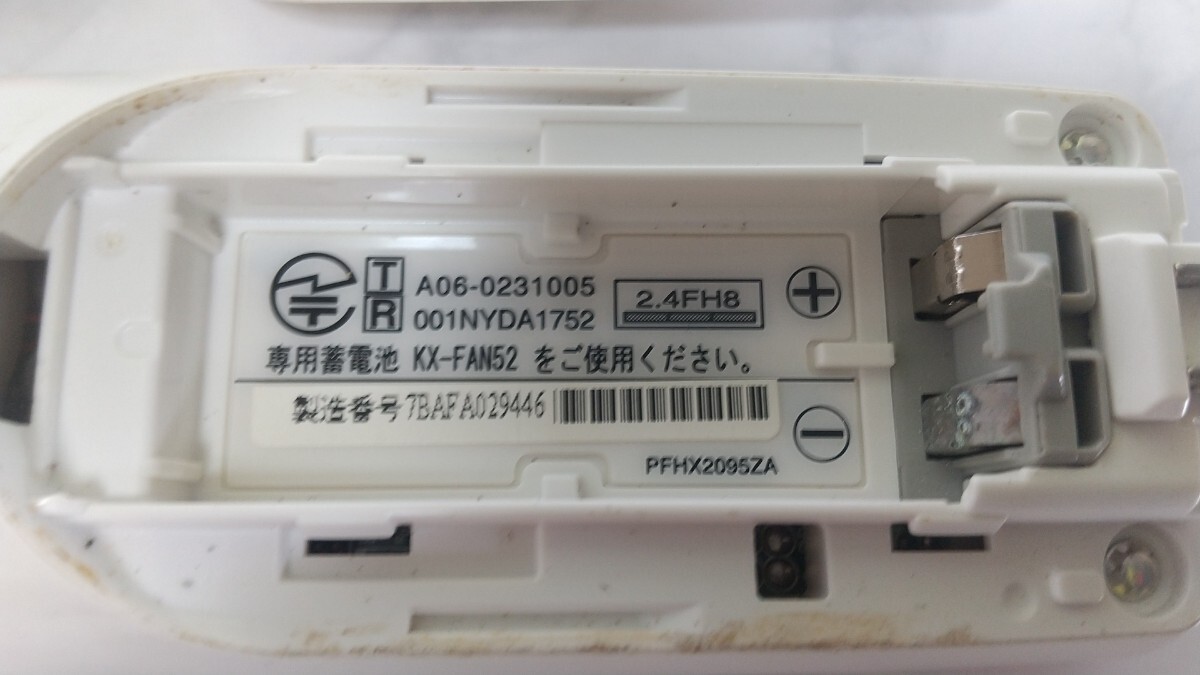 T A06-0231005
R 001NYDA1752
2.4FH8
専用蓄電池 KX-FAN52 をご使用ください。
製造番号 7BAFA029446
PFHX2095ZA